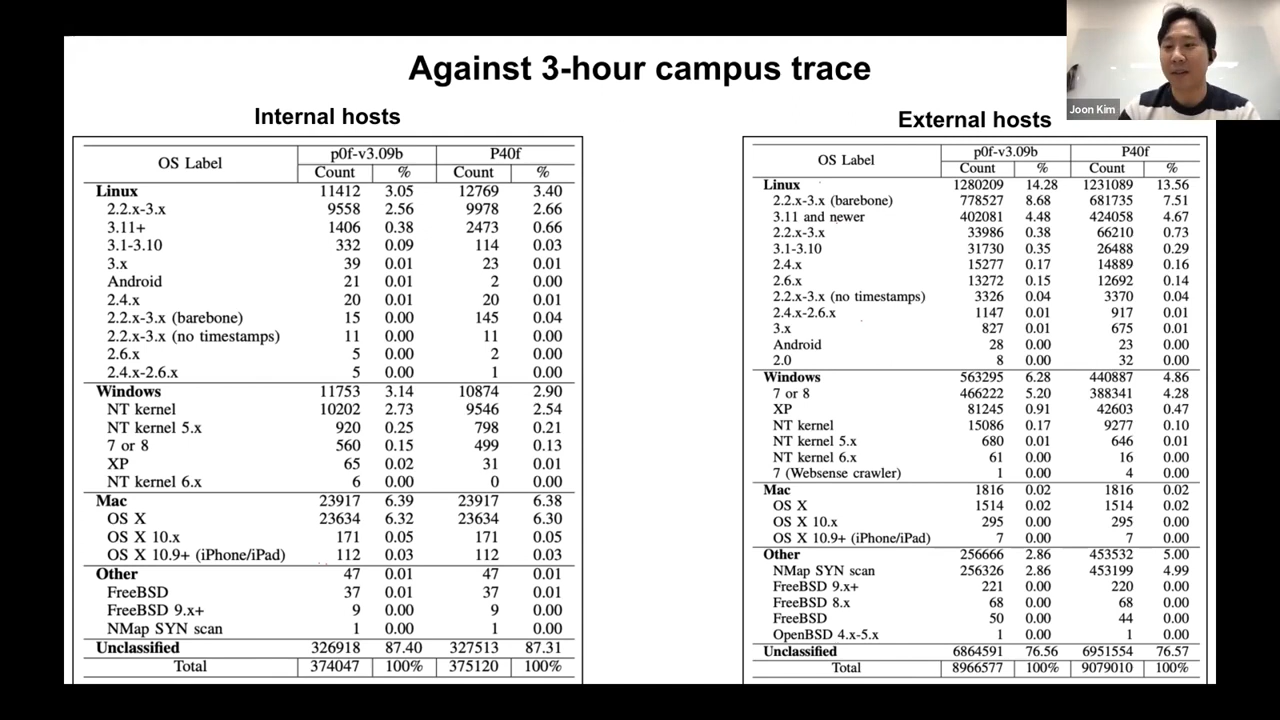 Against 3-hour campus trace
Joon Kim
Internal hosts
OS Label p0f-v3.09b P40f
Count % Count %
Linux 11412 3.05 12769 3.40
2.2.x-3.x 9558 2.56 9978 2.66
3.11+ 1406 0.38 2473 0.66
3.1-3.10 332 0.09 114 0.03
3.x 39 0.01 23 0.01
Android 21 0.01 2 0.00
2.4.x 20 0.01 20 0.01
2.2.x-3.x (barebone) 15 0.00 145 0.04
2.2.x-3.x (no timestamps) 11 0.00 11 0.00
2.6.x 5 0.00 2 0.00
2.4.x-2.6.x 5 0.00 1 0.00
Windows 11753 3.14 10874 2.90
NT kernel 10202 2.73 9546 2.54
NT kernel 5.x 920 0.25 798 0.21
7 or 8 560 0.15 499 0.13
XP 65 0.02 31 0.01
NT kernel 6.x 6 0.00 0 0.00
Mac 23917 6.39 23917 6.38
OS X 23634 6.32 23634 6.30
OS X 10.x 171 0.05 171 0.05
OS X 10.9+ (iPhone/iPad) 112 0.03 112 0.03
Other 47 0.01 47 0.01
FreeBSD 37 0.01 37 0.01
FreeBSD 9.x+ 9 0.00 9 0.00
NMap SYN scan 1 0.00 1 0.00
Unclassified 326918 87.40 327513 87.31
Total 374047 100% 375120 100%
External hosts
OS Label p0f-v3.09b P40f
Count % Count %
Linux 1280209 14.28 1231089 13.56
2.2.x-3.x (barebone) 778527 8.68 681735 7.51
3.11 and newer 402081 4.48 424058 4.67
2.2.x-3.x 33986 0.38 66210 0.73
3.1-3.10 31730 0.35 26488 0.29
2.4.x 15277 0.17 14889 0.16
2.6.x 13272 0.15 12692 0.14
2.2.x-3.x (no timestamps) 3326 0.04 3370 0.04
2.4.x-2.6.x 1147 0.01 917 0.01
3.x 827 0.01 675 0.01
Android 28 0.00 23 0.00
2.0 8 0.00 32 0.00
Windows 563295 6.28 440887 4.86
7 or 8 466222 5.20 388341 4.28
XP 81245 0.91 42603 0.47
NT kernel 15086 0.17 9277 0.10
NT kernel 5.x 680 0.01 646 0.01
NT kernel 6.x 61 0.00 16 0.00
7 (Websense crawler) 1 0.00 4 0.00
Mac 1816 0.02 1816 0.02
OS X 1514 0.02 1514 0.02
OS X 10.x 295 0.00 295 0.00
OS X 10.9+ (iPhone/iPad) 7 0.00 7 0.00
Other 256666 2.86 453532 5.00
NMap SYN scan 256326 2.86 453199 4.99
FreeBSD 9.x+ 221 0.00 220 0.00
FreeBSD 8.x 68 0.00 68 0.00
FreeBSD 50 0.00 44 0.00
OpenBSD 4.x-5.x 1 0.00 1 0.00
Unclassified 6864591 76.56 6951554 76.57
Total 8966577 100% 9079010 100%